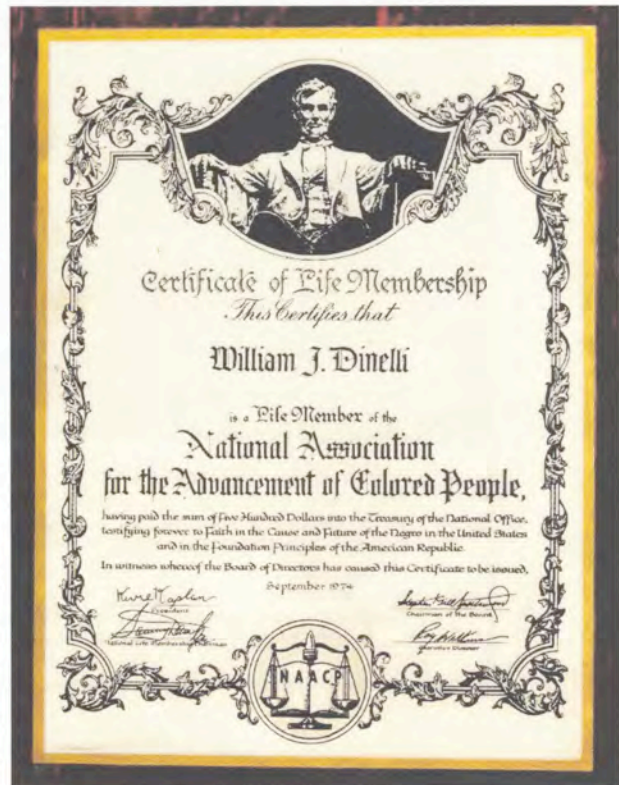 Certificate of Life Membership
This Certifies that
William J. Dinelli
is a Life Member of the
National Association
for the Advancement of Colored People,
having paid the sum of Five Hundred Dollars into the Treasury of the National Office,
testifying forever to Faith in the Cause and Future of the Negro in the United States
and in the Foundation Principles of the American Republic.
In witness whereof the Board of Directors has caused this Certificate to be issued,
September 1974
Kivie Kaplan
President
Chairman of the Board
National Life Membership Chairman
Roy Wilkins
Executive Director
NAACP